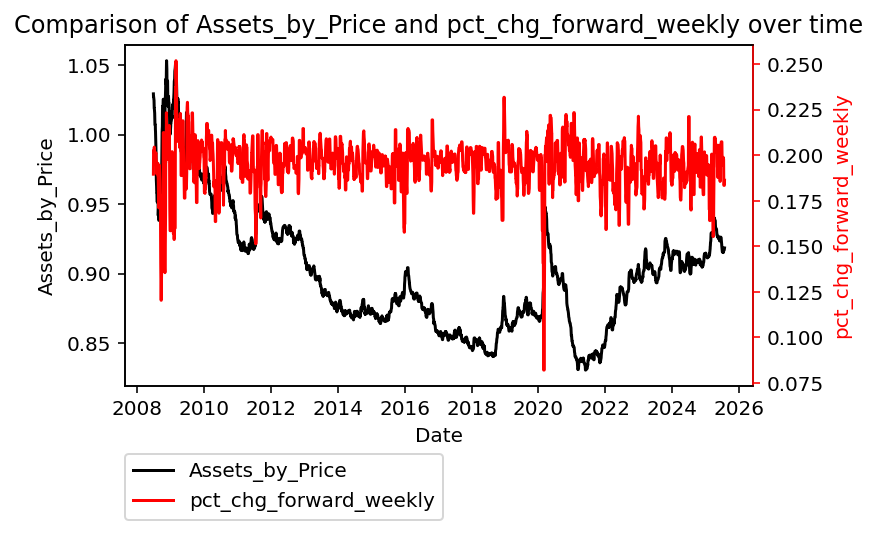 Comparison of Assets_by_Price and pct_chg_forward_weekly over time
1.05
1.00
0.95
0.90
0.85
Assets_by_Price
0.250
0.225
0.200
0.175
0.150
0.125
0.100
0.075
pct_chg_forward_weekly
2008 2010 2012 2014 2016 2018 2020 2022 2024 2026
Date
Assets_by_Price
pct_chg_forward_weekly